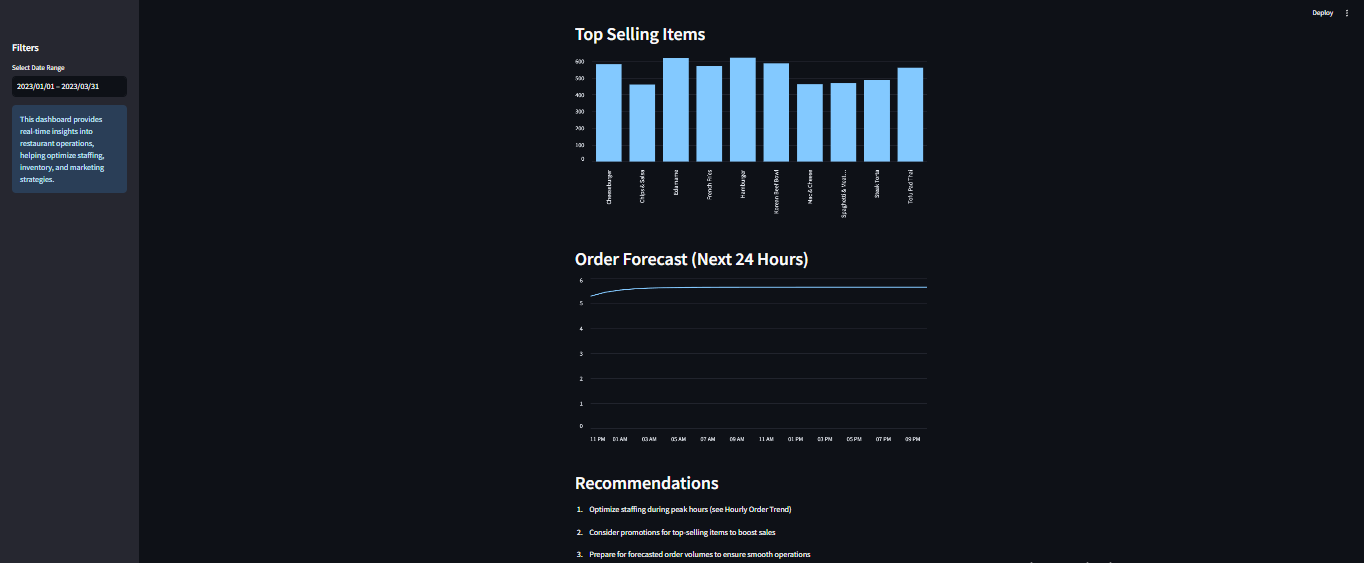 Deploy
Filters
Select Date Range
2023/01/01 – 2023/03/31
This dashboard provides
real-time insights into
restaurant operations,
helping optimize staffing,
inventory, and marketing
strategies.
Top Selling Items
600
500
400
300
200
100
0
Cheeseburger
Chips & Salsa
Edamame
French Fries
Hamburger
Korean Beef Bowl
Mac & Cheese
Spaghetti & Meat…
Steak Torta
Tofu Pad Thai
Order Forecast (Next 24 Hours)
6
5
4
3
2
1
0
11 PM 01 AM 03 AM 05 AM 07 AM 09 AM 11 AM 01 PM 03 PM 05 PM 07 PM 09 PM
Recommendations
1. Optimize staffing during peak hours (see Hourly Order Trend)
2. Consider promotions for top-selling items to boost sales
3. Prepare for forecasted order volumes to ensure smooth operations